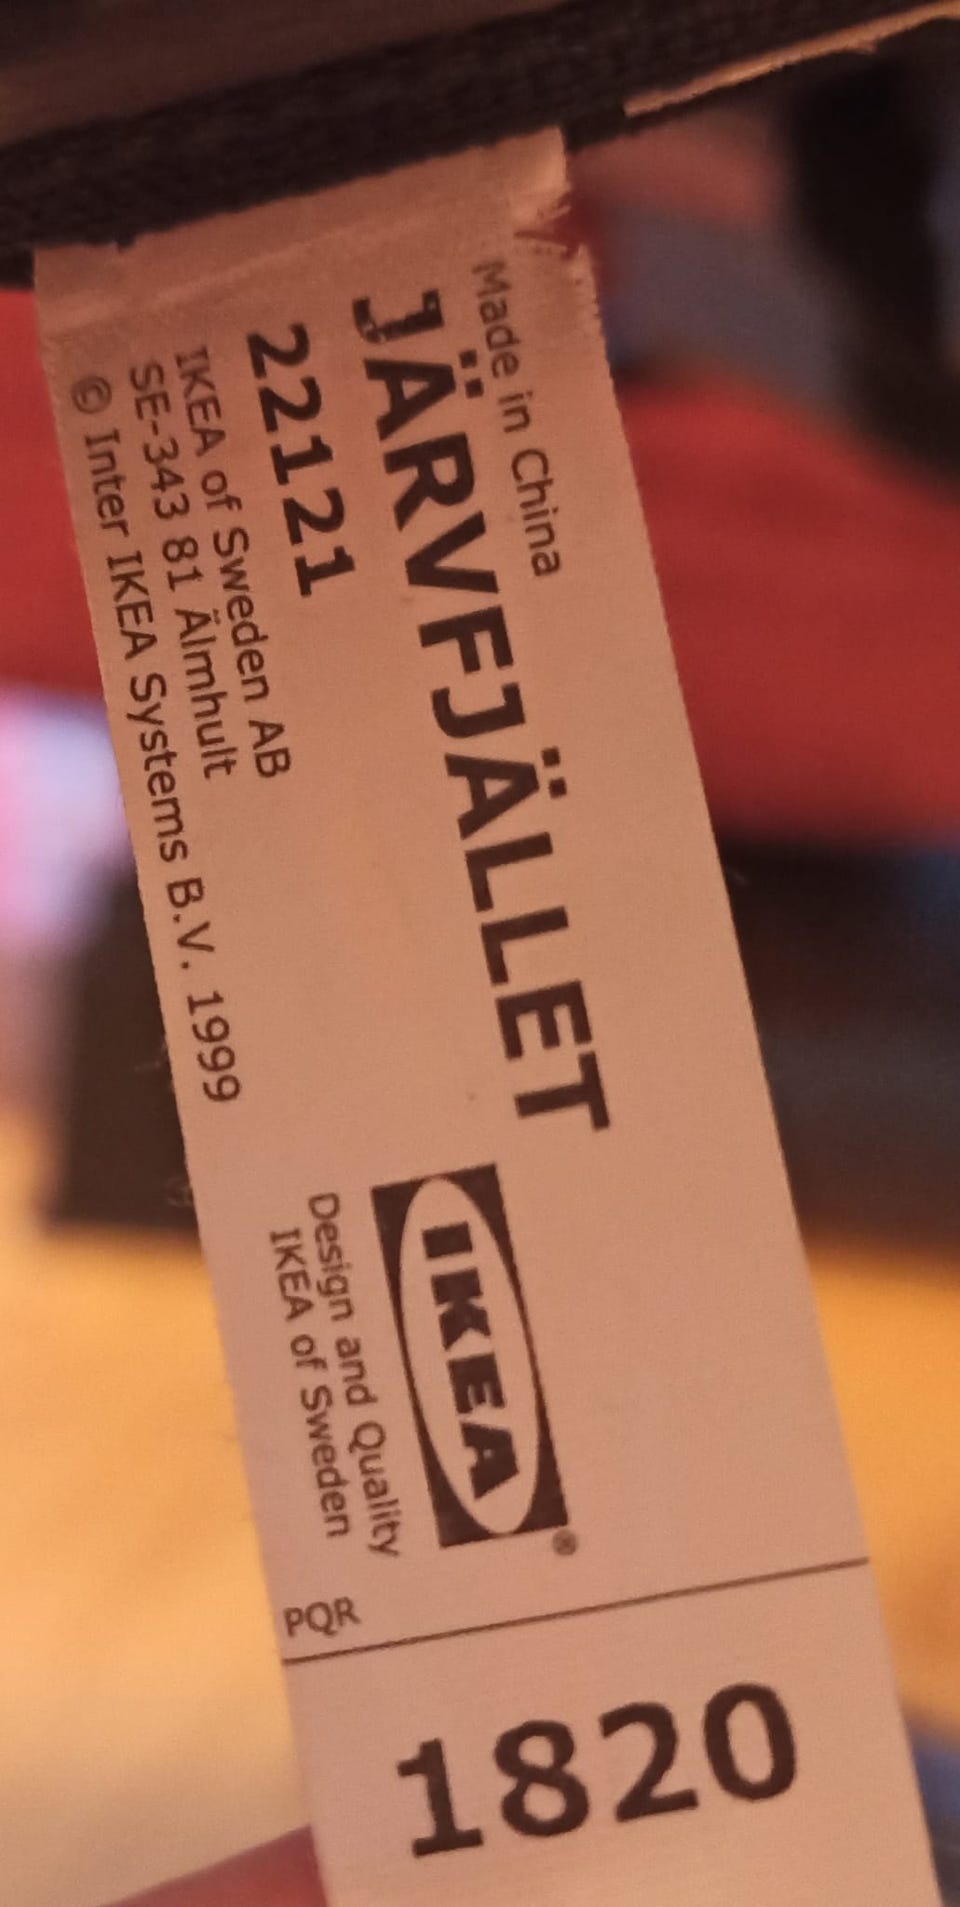 Made in China
JÄRVFJÄLLET
22121
IKEA of Sweden AB
SE-343 81 Älmhult
© Inter IKEA Systems B.V. 1999
IKEA®
Design and Quality
IKEA of Sweden
PQR
1820